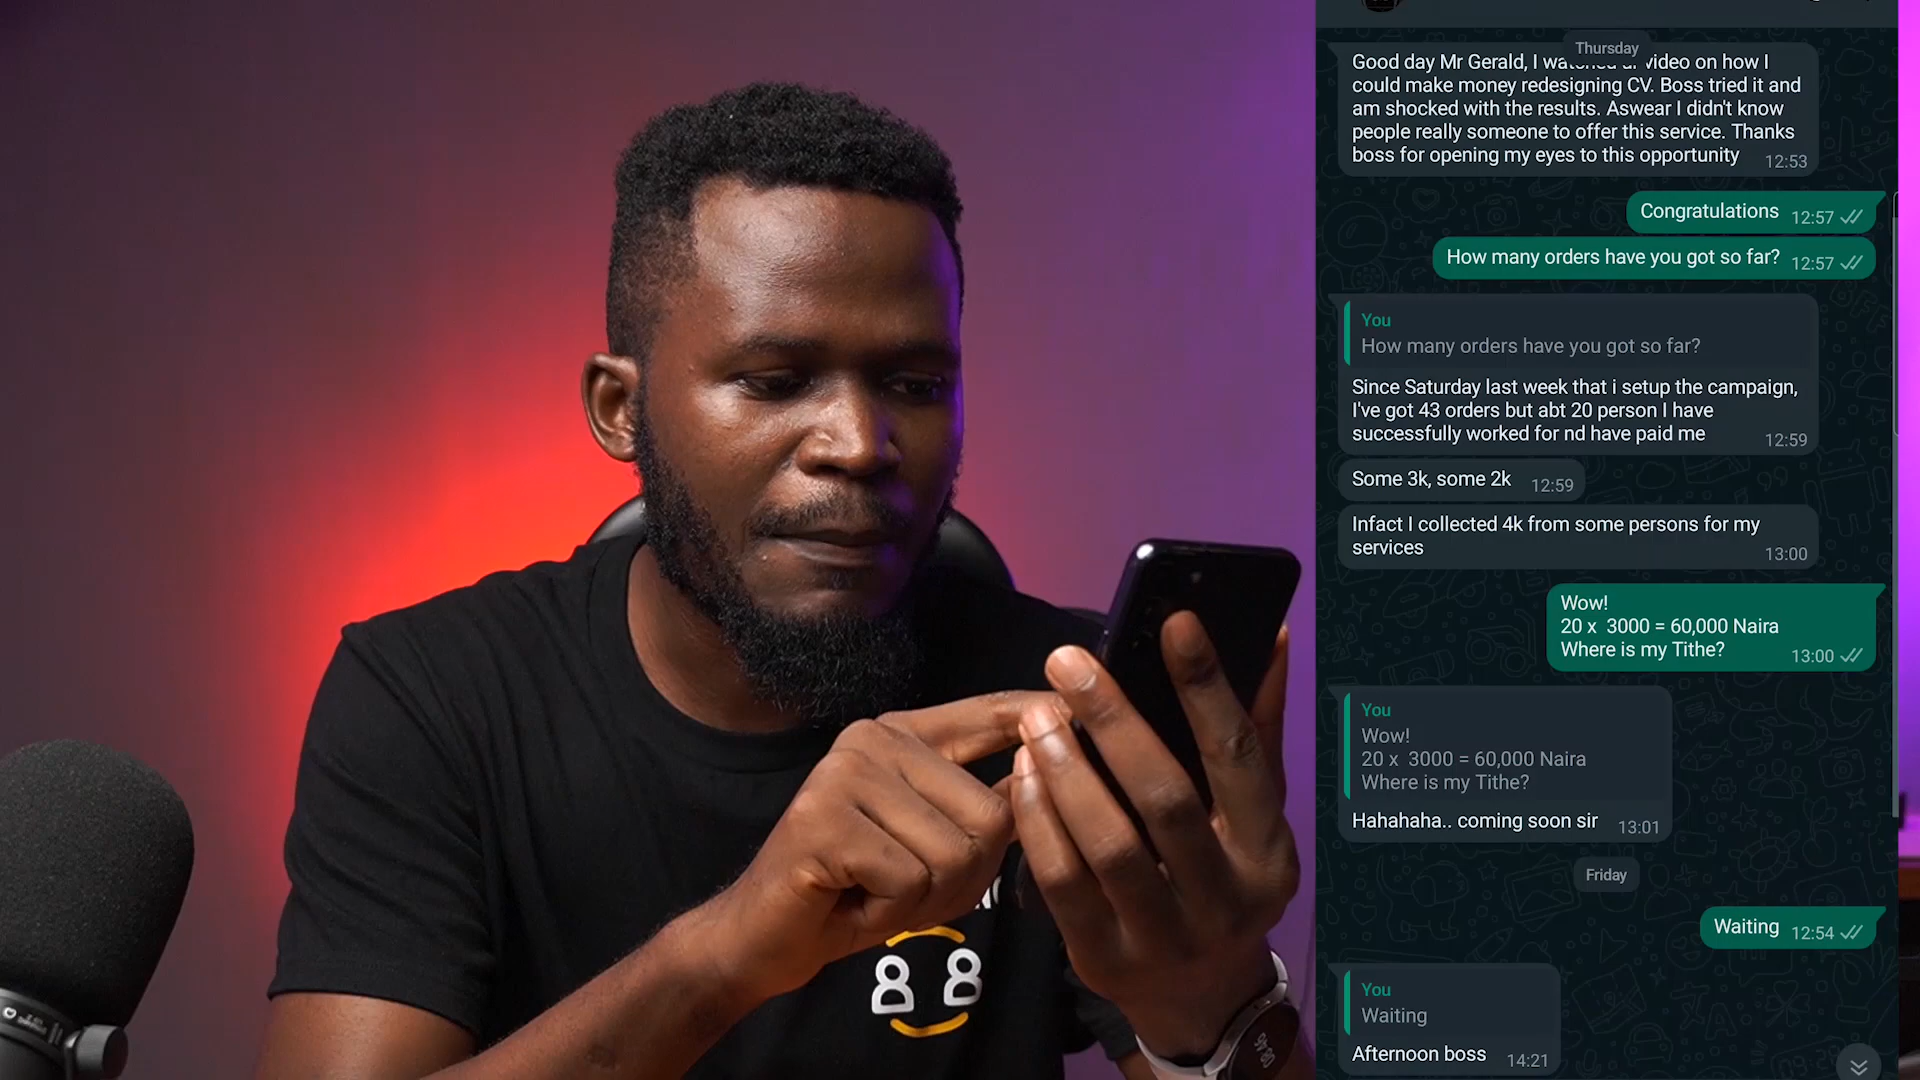 Thursday
Good day Mr Gerald, I watched ur video on how I
could make money redesigning CV. Boss tried it and
am shocked with the results. Aswear I didn't know
people really someone to offer this service. Thanks
boss for opening my eyes to this opportunity 12:53
Congratulations 12:57
How many orders have you got so far? 12:57
You
How many orders have you got so far?
Since Saturday last week that i setup the campaign,
I've got 43 orders but abt 20 person I have
successfully worked for nd have paid me 12:59
Some 3k, some 2k 12:59
Infact I collected 4k from some persons for my
services 13:00
Wow!
20 x 3000 = 60,000 Naira
Where is my Tithe? 13:00
You
Wow!
20 x 3000 = 60,000 Naira
Where is my Tithe?
Hahahaha.. coming soon sir 13:01
Friday
Waiting 12:54
You
Waiting
Afternoon boss 14:21
8 8
08:46